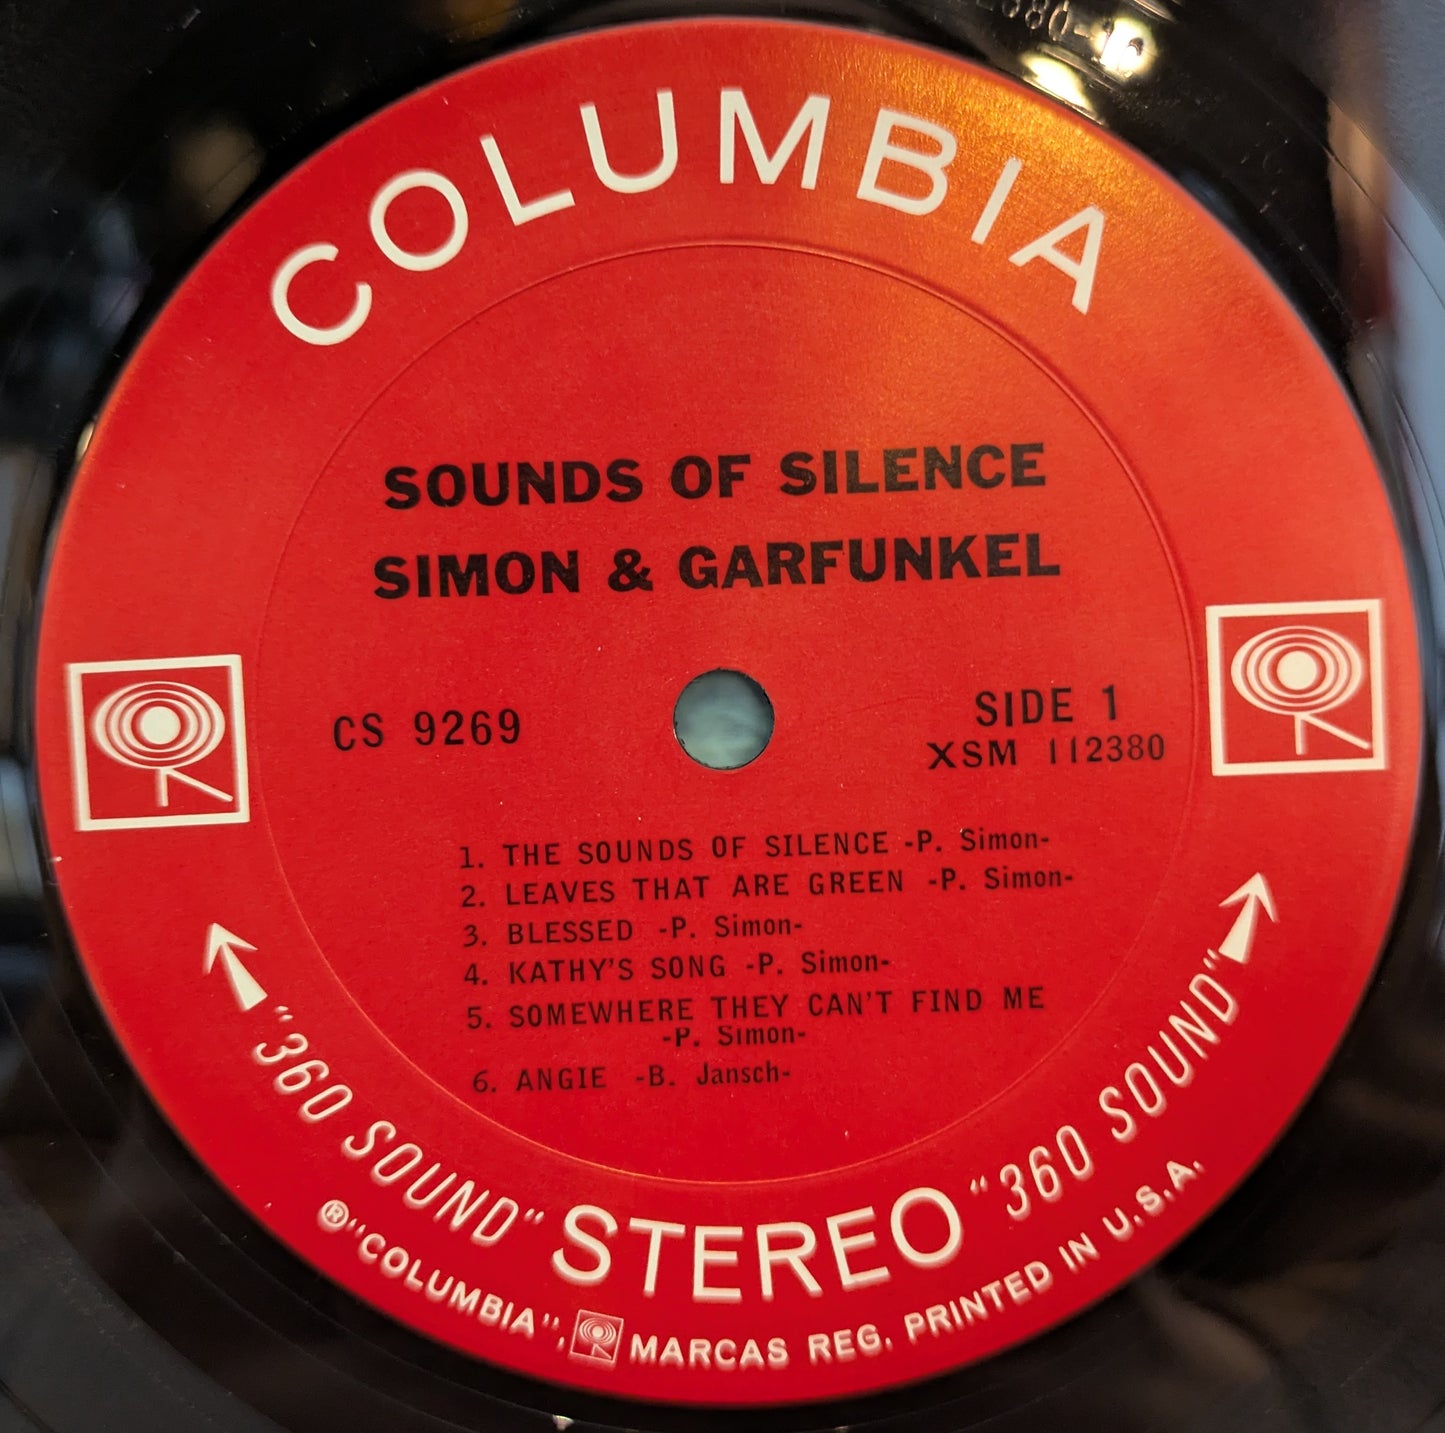 2380-1C
COLUMBIA
SOUNDS OF SILENCE
SIMON & GARFUNKEL
CS 9269
SIDE 1
XSM 112380
1. THE SOUNDS OF SILENCE -P. Simon-
2. LEAVES THAT ARE GREEN -P. Simon-
3. BLESSED -P. Simon-
4. KATHY'S SONG -P. Simon-
5. SOMEWHERE THEY CAN'T FIND ME
-P. Simon-
6. ANGIE -B. Jansch-
"360 SOUND" STEREO "360 SOUND"
®"COLUMBIA", MARCAS REG. PRINTED IN U.S.A.